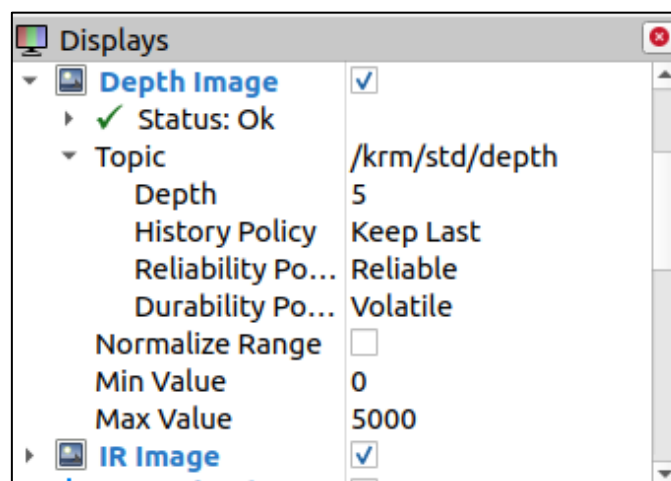 Displays
Depth Image
Status: Ok
Topic /krm/std/depth
Depth 5
History Policy Keep Last
Reliability Po... Reliable
Durability Po... Volatile
Normalize Range
Min Value 0
Max Value 5000
IR Image